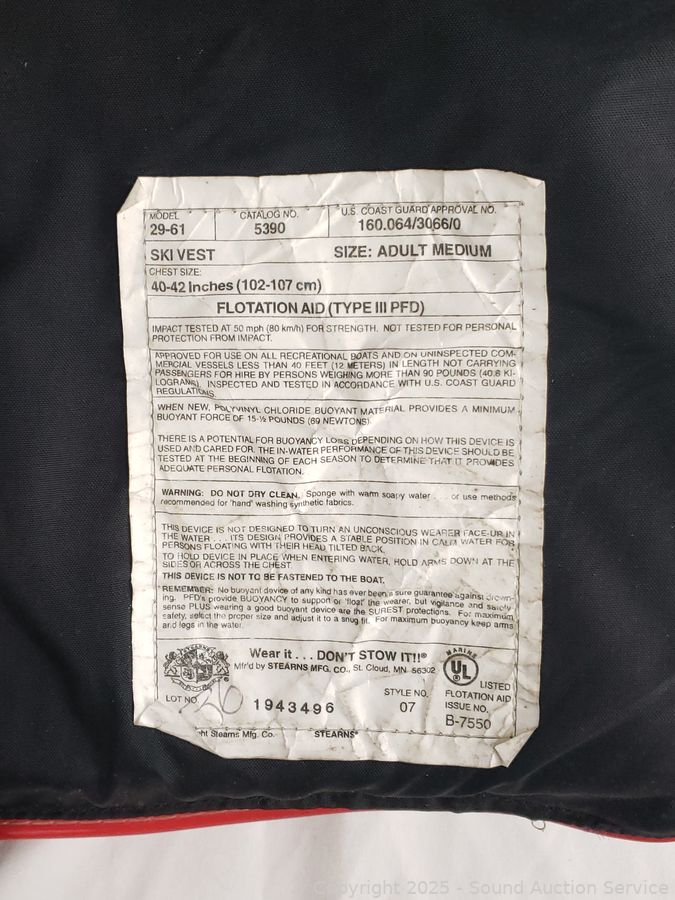 MODEL CATALOG NO. U.S. COAST GUARD APPROVAL NO.
29-61 5390 160.064/3066/0
SKI VEST SIZE: ADULT MEDIUM
CHEST SIZE:
40-42 Inches (102-107 cm)
FLOTATION AID (TYPE III PFD)
IMPACT TESTED AT 50 mph (80 km/h) FOR STRENGTH. NOT TESTED FOR PERSONAL
PROTECTION FROM IMPACT.
APPROVED FOR USE ON ALL RECREATIONAL BOATS AND ON UNINSPECTED COM-
MERCIAL VESSELS LESS THAN 40 FEET (12 METERS) IN LENGTH NOT CARRYING
PASSENGERS FOR HIRE BY PERSONS WEIGHING MORE THAN 90 POUNDS (40.8 KI-
LOGRAMS). INSPECTED AND TESTED IN ACCORDANCE WITH U.S. COAST GUARD
REGULATIONS
WHEN NEW, POLYVINYL CHLORIDE BUOYANT MATERIAL PROVIDES A MINIMUM
BUOYANT FORCE OF 15-½ POUNDS (69 NEWTONS).
THERE IS A POTENTIAL FOR BUOYANCY LOSS DEPENDING ON HOW THIS DEVICE IS
USED AND CARED FOR. THE IN-WATER PERFORMANCE OF THIS DEVICE SHOULD BE
TESTED AT THE BEGINNING OF EACH SEASON TO DETERMINE THAT IT PROVIDES
ADEQUATE PERSONAL FLOTATION.
WARNING: DO NOT DRY CLEAN. Sponge with warm soapy water . . . or use methods
recommended for 'hand' washing synthetic fabrics.
THIS DEVICE IS NOT DESIGNED TO TURN AN UNCONSCIOUS WEARER FACE-UP IN
THE WATER . . . ITS DESIGN PROVIDES A STABLE POSITION IN CALM WATER FOR
PERSONS FLOATING WITH THEIR HEAD TILTED BACK.
TO HOLD DEVICE IN PLACE WHEN ENTERING WATER, HOLD ARMS DOWN AT THE
SIDES OR ACROSS THE CHEST
THIS DEVICE IS NOT TO BE FASTENED TO THE BOAT.
REMEMBER: No buoyant device of any kind has ever been a sure guarantee against drown-
ing. PFD's provide BUOYANCY to support or 'float' the wearer, but vigilance and safety
sense PLUS wearing a good buoyant device are the SUREST protections. For maximum
safety, select the proper size and adjust it to a snug fit. For maximum buoyancy keep arms
and legs in the water.
Wear it . . . DON'T STOW IT!!®
Mfr'd by STEARNS MFG. CO., St. Cloud, MN 56302
MARINE
UL
LISTED
FLOTATION AID
ISSUE NO.
B-7550
LOT NO. 1943496
STYLE NO.
07
ht Stearns Mfg. Co. STEARNS®
Copyright 2025 - Sound Auction Service